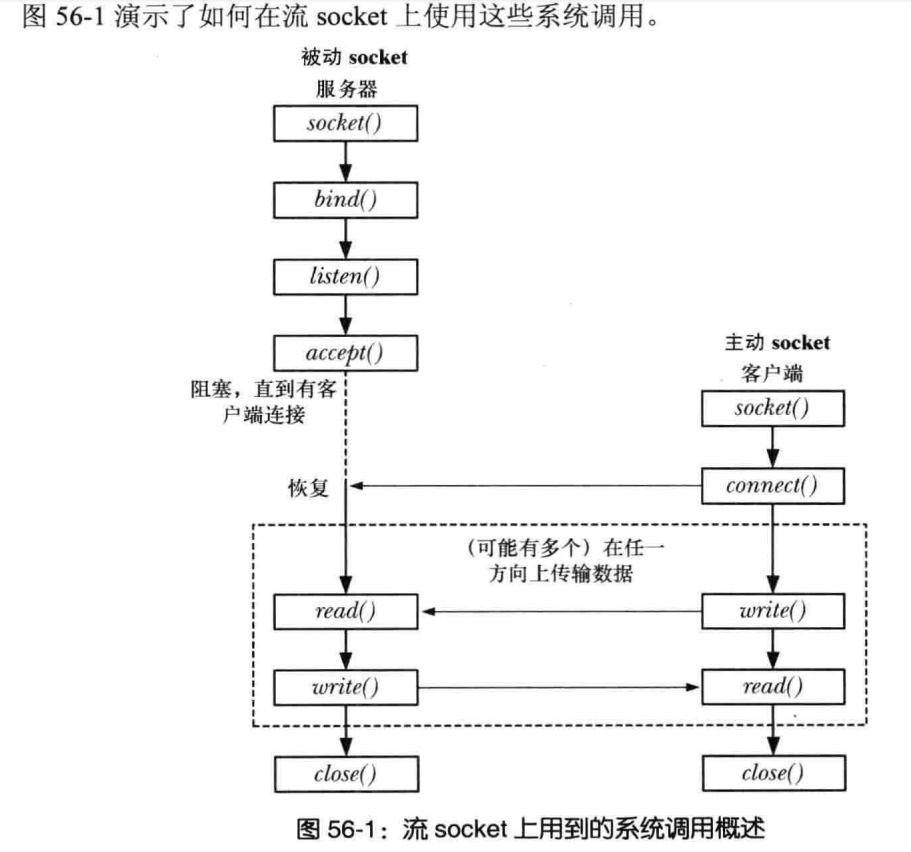 图 56-1 演示了如何在流 socket 上使用这些系统调用。
被动 socket
服务器
socket()
bind()
listen()
accept()
阻塞，直到有客
户端连接
主动 socket
客户端
socket()
恢复
connect()
（可能有多个）在任一
方向上传输数据
read()
write()
write()
read()
close()
close()
图 56-1：流 socket 上用到的系统调用概述